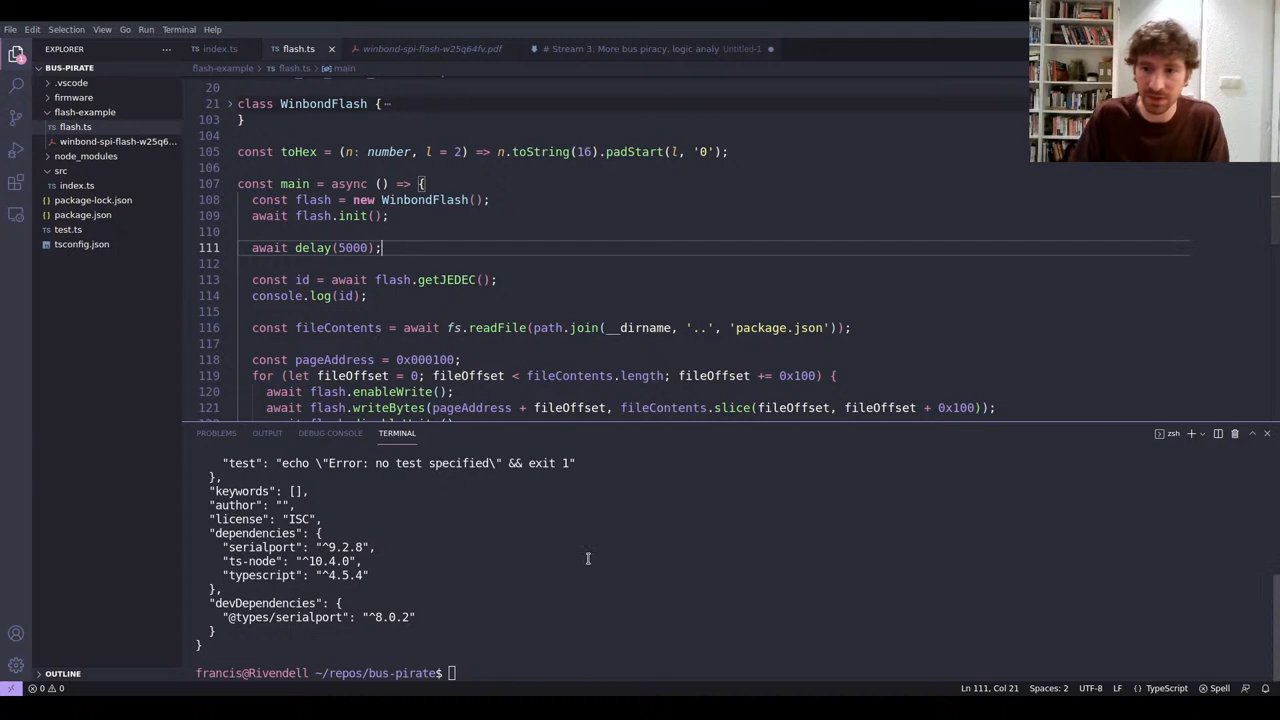 File Edit Selection View Go Run Terminal Help
EXPLORER
BUS-PIRATE
.vscode
firmware
flash-example
flash.ts
winbond-spi-flash-w25q6...
node_modules
src
index.ts
package-lock.json
package.json
test.ts
tsconfig.json
OUTLINE
index.ts flash.ts winbond-spi-flash-w25q64fv.pdf # Stream 3: More bus piracy, logic analy Untitled-1
flash-example > flash.ts > main
20
21 class WinbondFlash {
103 }
104
105 const toHex = (n: number, l = 2) => n.toString(16).padStart(l, '0');
106
107 const main = async () => {
108 const flash = new WinbondFlash();
109 await flash.init();
110
111 await delay(5000);
112
113 const id = await flash.getJEDEC();
114 console.log(id);
115
116 const fileContents = await fs.readFile(path.join(__dirname, '..', 'package.json'));
117
118 const pageAddress = 0x000100;
119 for (let fileOffset = 0; fileOffset < fileContents.length; fileOffset += 0x100) {
120 await flash.enableWrite();
121 await flash.writeBytes(pageAddress + fileOffset, fileContents.slice(fileOffset, fileOffset + 0x100));
PROBLEMS OUTPUT DEBUG CONSOLE TERMINAL zsh
"test": "echo \"Error: no test specified\" && exit 1"
},
"keywords": [],
"author": "",
"license": "ISC",
"dependencies": {
"serialport": "^9.2.8",
"ts-node": "^10.4.0",
"typescript": "^4.5.4"
},
"devDependencies": {
"@types/serialport": "^8.0.2"
}
}
francis@Rivendell ~/repos/bus-pirate$
0 0 Ln 111, Col 21 Spaces: 2 UTF-8 LF TypeScript Spell